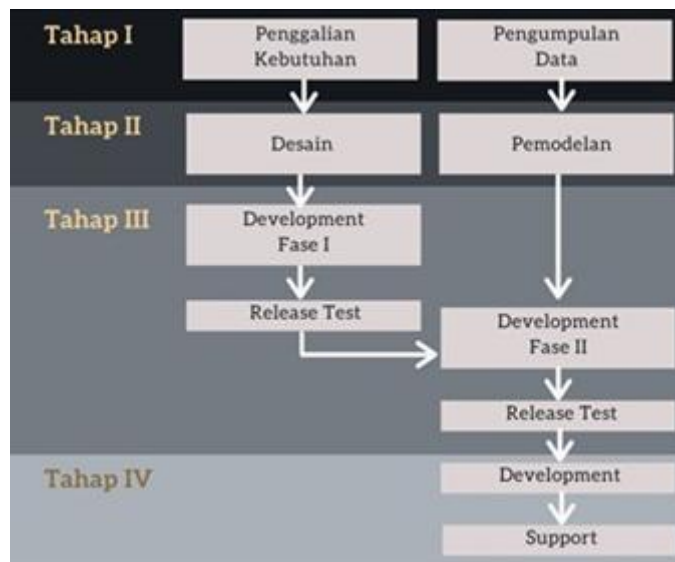 Tahap I
Penggalian
Kebutuhan
Pengumpulan
Data
Tahap II
Desain
Pemodelan
Tahap III
Development
Fase I
Release Test
Development
Fase II
Release Test
Tahap IV
Development
Support